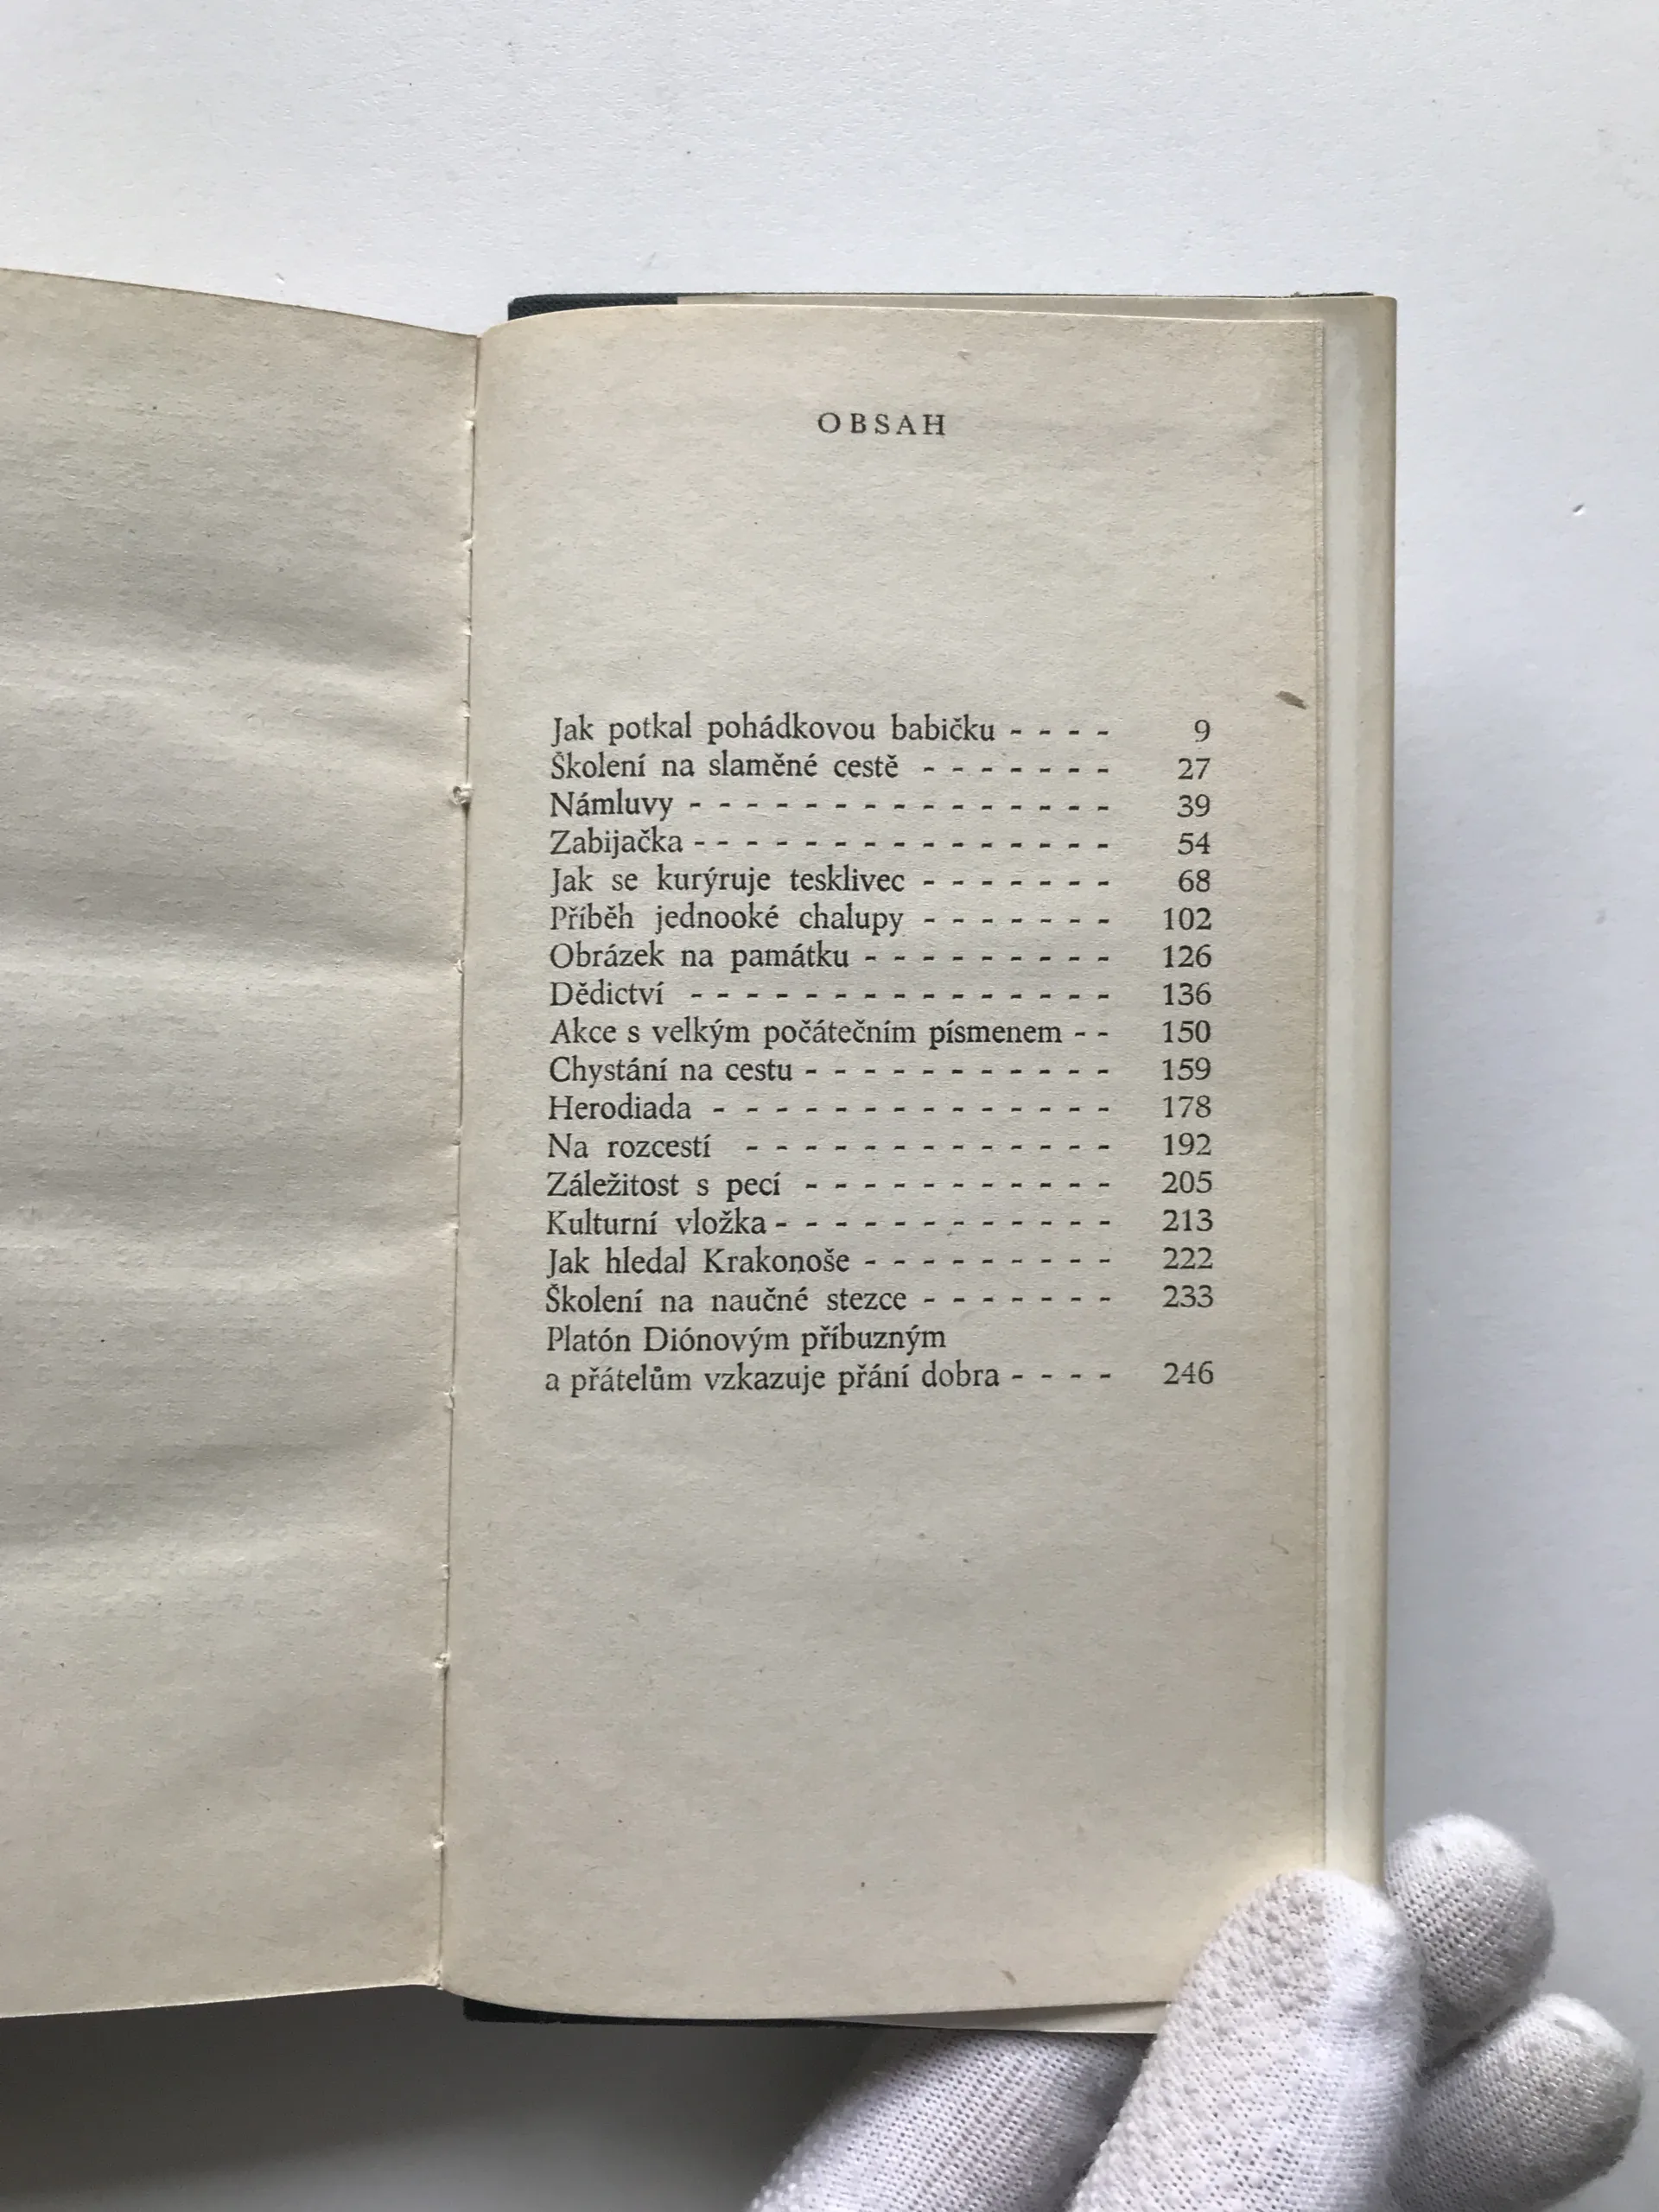 OBSAH
Jak potkal pohádkovou babičku - - - - 9
Školení na slaměné cestě - - - - - - - 27
Námluvy - - - - - - - - - - - - - - - 39
Zabijačka - - - - - - - - - - - - - - - 54
Jak se kurýruje tesklivec - - - - - - - 68
Příběh jednooké chalupy - - - - - - - 102
Obrázek na památku - - - - - - - - - 126
Dědictví - - - - - - - - - - - - - - - 136
Akce s velkým počátečním písmenem - - 150
Chystání na cestu - - - - - - - - - - - 159
Herodiada - - - - - - - - - - - - - - 178
Na rozcestí - - - - - - - - - - - - - 192
Záležitost s pecí - - - - - - - - - - - 205
Kulturní vložka - - - - - - - - - - - - 213
Jak hledal Krakonoše - - - - - - - - - 222
Školení na naučné stezce - - - - - - - 233
Platón Diónovým příbuzným
a přátelům vzkazuje přání dobra - - - - 246